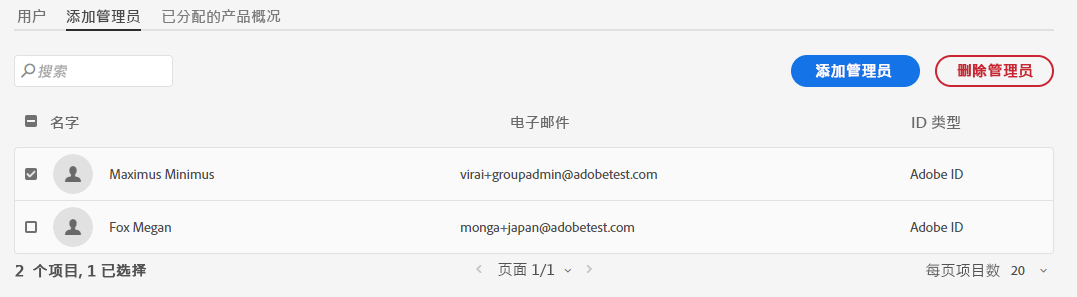 用户 添加管理员 已分配的产品概况
搜索 添加管理员 删除管理员
名字 电子邮件 ID 类型
Maximus Minimus virai+groupadmin@adobetest.com Adobe ID
Fox Megan monga+japan@adobetest.com Adobe ID
2 个项目, 1 已选择 页面 1/1 每页项目数 20